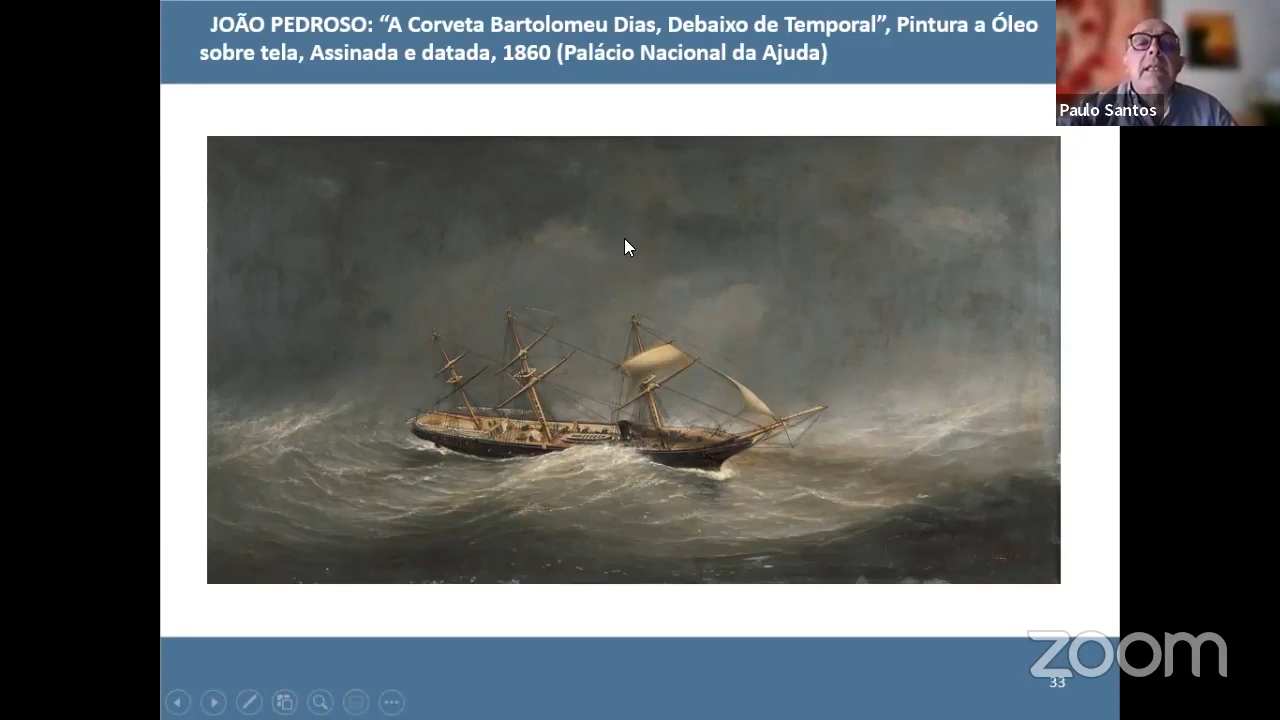 JOÃO PEDROSO: “A Corveta Bartolomeu Dias, Debaixo de Temporal”, Pintura a Óleo
sobre tela, Assinada e datada, 1860 (Palácio Nacional da Ajuda)
Paulo Santos
zoom
33